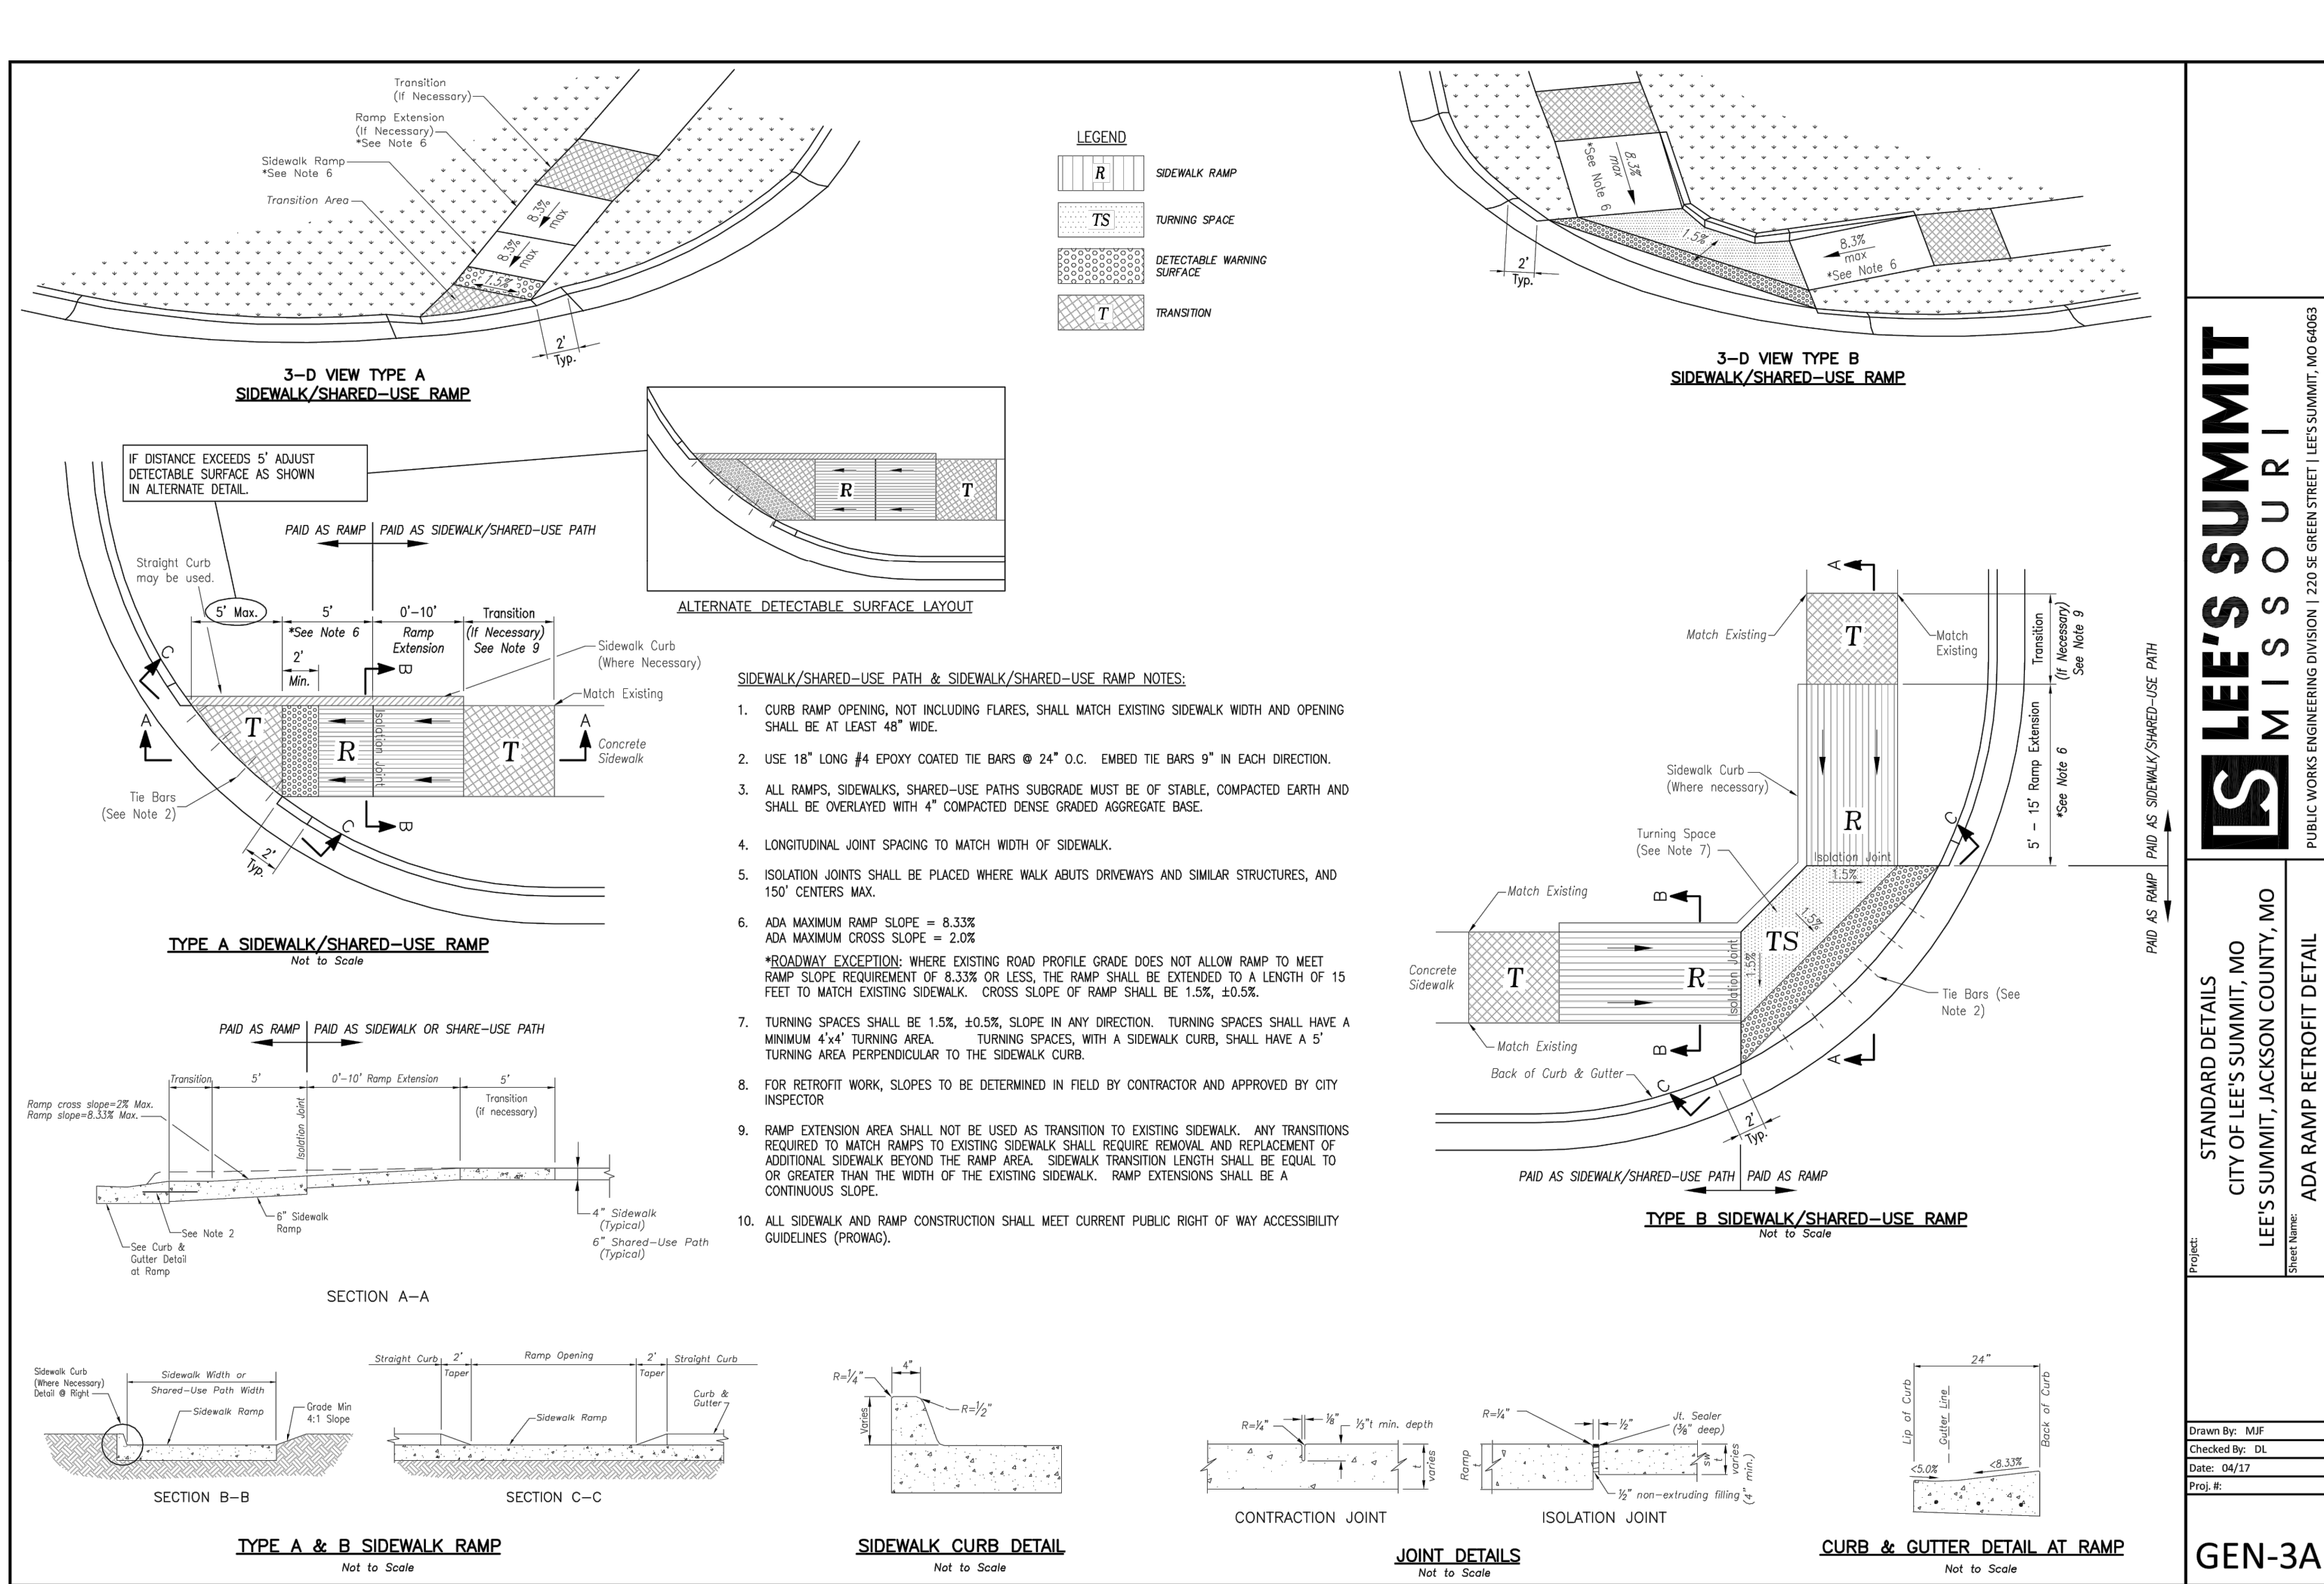 Transition
(If Necessary)
Ramp Extension
(If Necessary)
*See Note 6
Sidewalk Ramp
*See Note 6
Transition Area
8.3%
max
8.3%
max
1.5%
2'
Typ.
3-D VIEW TYPE A
SIDEWALK/SHARED-USE RAMP
LEGEND
R
SIDEWALK RAMP
TS
TURNING SPACE
DETECTABLE WARNING
SURFACE
T
TRANSITION
8.3%
max
*See Note 6
1.5%
8.3%
max
*See Note 6
2'
Typ.
3-D VIEW TYPE B
SIDEWALK/SHARED-USE RAMP
IF DISTANCE EXCEEDS 5' ADJUST
DETECTABLE SURFACE AS SHOWN
IN ALTERNATE DETAIL.
R
T
ALTERNATE DETECTABLE SURFACE LAYOUT
PAID AS RAMP
PAID AS SIDEWALK/SHARED-USE PATH
Straight Curb
may be used.
5' Max.
5'
*See Note 6
0'-10'
Ramp
Extension
Transition
(If Necessary)
See Note 9
2'
Min.
Sidewalk Curb
(Where Necessary)
Match Existing
Concrete
Sidewalk
A
A
B
B
C
C
T
R
T
Isolation Joint
Tie Bars
(See Note 2)
2'
Typ.
TYPE A SIDEWALK/SHARED-USE RAMP
Not to Scale
PAID AS RAMP
PAID AS SIDEWALK OR SHARE-USE PATH
Transition
5'
0'-10' Ramp Extension
5'
Transition
(if necessary)
Ramp cross slope=2% Max.
Ramp slope=8.33% Max.
Isolation Joint
See Note 2
6" Sidewalk
Ramp
See Curb &
Gutter Detail
at Ramp
4" Sidewalk
(Typical)
6" Shared-Use Path
(Typical)
SECTION A-A
SIDEWALK/SHARED-USE PATH & SIDEWALK/SHARED-USE RAMP NOTES:
1. CURB RAMP OPENING, NOT INCLUDING FLARES, SHALL MATCH EXISTING SIDEWALK WIDTH AND OPENING
SHALL BE AT LEAST 48" WIDE.
2. USE 18" LONG #4 EPOXY COATED TIE BARS @ 24" O.C. EMBED TIE BARS 9" IN EACH DIRECTION.
3. ALL RAMPS, SIDEWALKS, SHARED-USE PATHS SUBGRADE MUST BE OF STABLE, COMPACTED EARTH AND
SHALL BE OVERLAYED WITH 4" COMPACTED DENSE GRADED AGGREGATE BASE.
4. LONGITUDINAL JOINT SPACING TO MATCH WIDTH OF SIDEWALK.
5. ISOLATION JOINTS SHALL BE PLACED WHERE WALK ABUTS DRIVEWAYS AND SIMILAR STRUCTURES, AND
150' CENTERS MAX.
6. ADA MAXIMUM RAMP SLOPE = 8.33%
ADA MAXIMUM CROSS SLOPE = 2.0%
*ROADWAY EXCEPTION: WHERE EXISTING ROAD PROFILE GRADE DOES NOT ALLOW RAMP TO MEET
RAMP SLOPE REQUIREMENT OF 8.33% OR LESS, THE RAMP SHALL BE EXTENDED TO A LENGTH OF 15
FEET TO MATCH EXISTING SIDEWALK. CROSS SLOPE OF RAMP SHALL BE 1.5%, ±0.5%.
7. TURNING SPACES SHALL BE 1.5%, ±0.5%, SLOPE IN ANY DIRECTION. TURNING SPACES SHALL HAVE A
MINIMUM 4'x4' TURNING AREA. TURNING SPACES, WITH A SIDEWALK CURB, SHALL HAVE A 5'
TURNING AREA PERPENDICULAR TO THE SIDEWALK CURB.
8. FOR RETROFIT WORK, SLOPES TO BE DETERMINED IN FIELD BY CONTRACTOR AND APPROVED BY CITY
INSPECTOR
9. RAMP EXTENSION AREA SHALL NOT BE USED AS TRANSITION TO EXISTING SIDEWALK. ANY TRANSITIONS
REQUIRED TO MATCH RAMPS TO EXISTING SIDEWALK SHALL REQUIRE REMOVAL AND REPLACEMENT OF
ADDITIONAL SIDEWALK BEYOND THE RAMP AREA. SIDEWALK TRANSITION LENGTH SHALL BE EQUAL TO
OR GREATER THAN THE WIDTH OF THE EXISTING SIDEWALK. RAMP EXTENSIONS SHALL BE A
CONTINUOUS SLOPE.
10. ALL SIDEWALK AND RAMP CONSTRUCTION SHALL MEET CURRENT PUBLIC RIGHT OF WAY ACCESSIBILITY
GUIDELINES (PROWAG).
A
Match Existing
T
Match
Existing
Transition
(If Necessary)
See Note 9
5' - 15' Ramp Extension
*See Note 6
PAID AS SIDEWALK/SHARED-USE PATH
PAID AS RAMP
Sidewalk Curb
(Where necessary)
R
Turning Space
(See Note 7)
Isolation Joint
1.5%
C
Match Existing
B
1.5%
TS
1.5%
Isolation Joint
Concrete
Sidewalk
T
R
Tie Bars (See
Note 2)
Match Existing
B
A
Back of Curb & Gutter
C
2'
Typ.
PAID AS SIDEWALK/SHARED-USE PATH
PAID AS RAMP
TYPE B SIDEWALK/SHARED-USE RAMP
Not to Scale
Sidewalk Curb
(Where Necessary)
Detail @ Right
Sidewalk Width or
Shared-Use Path Width
Sidewalk Ramp
Grade Min
4:1 Slope
SECTION B-B
Straight Curb
2'
Taper
Ramp Opening
2'
Taper
Straight Curb
Curb &
Gutter
Sidewalk Ramp
SECTION C-C
TYPE A & B SIDEWALK RAMP
Not to Scale
4"
R=¼"
R=½"
Varies
SIDEWALK CURB DETAIL
Not to Scale
R=¼"
⅛"
⅓"t min. depth
t
varies
CONTRACTION JOINT
R=¼"
½"
Jt. Sealer
(⅜" deep)
Ramp
t
sw
t
varies
(4" min.)
½" non-extruding filling
ISOLATION JOINT
JOINT DETAILS
Not to Scale
24"
Lip of Curb
Gutter Line
Back of Curb
<5.0%
<8.33%
CURB & GUTTER DETAIL AT RAMP
Not to Scale
LS LEE'S SUMMIT
MISSOURI
PUBLIC WORKS ENGINEERING DIVISION | 220 SE GREEN STREET | LEE'S SUMMIT, MO 64063
Project:
STANDARD DETAILS
CITY OF LEE'S SUMMIT, MO
LEE'S SUMMIT, JACKSON COUNTY, MO
Sheet Name:
ADA RAMP RETROFIT DETAIL
Drawn By: MJF
Checked By: DL
Date: 04/17
Proj. #:
GEN-3A